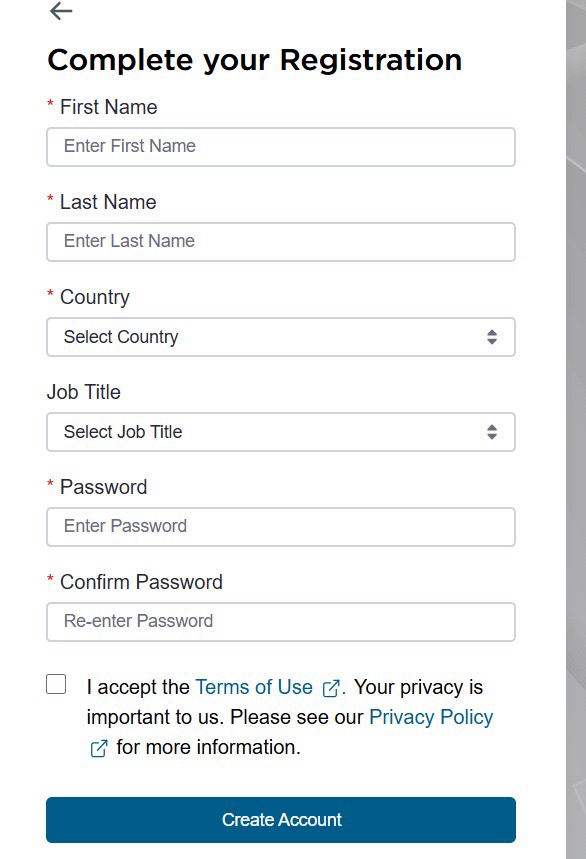 Complete your Registration
* First Name
Enter First Name
* Last Name
Enter Last Name
* Country
Select Country
Job Title
Select Job Title
* Password
Enter Password
* Confirm Password
Re-enter Password
I accept the Terms of Use . Your privacy is
important to us. Please see our Privacy Policy
for more information.
Create Account